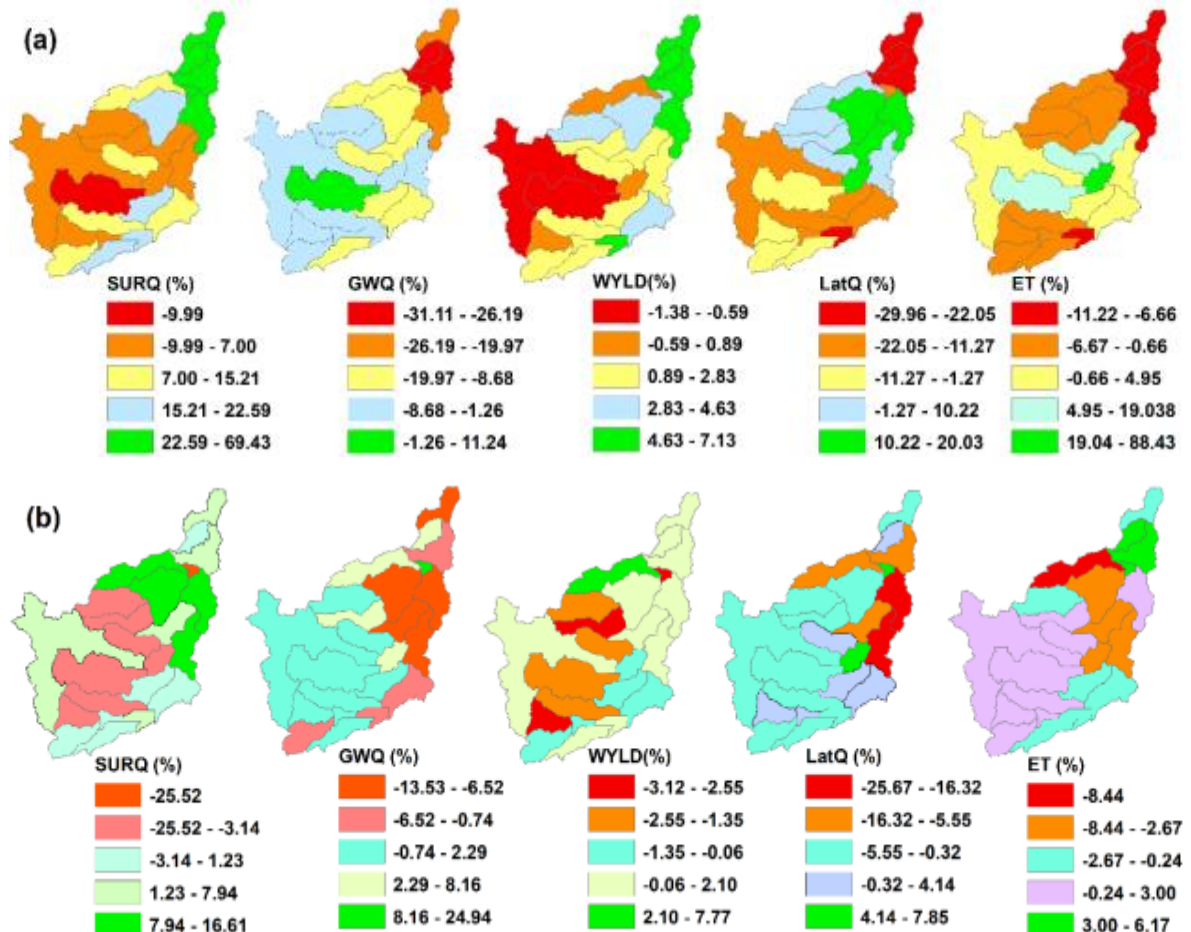 (a)
SURQ (%)
-9.99
-9.99 - 7.00
7.00 - 15.21
15.21 - 22.59
22.59 - 69.43
GWQ (%)
-31.11 - -26.19
-26.19 - -19.97
-19.97 - -8.68
-8.68 - -1.26
-1.26 - 11.24
WYLD(%)
-1.38 - -0.59
-0.59 - 0.89
0.89 - 2.83
2.83 - 4.63
4.63 - 7.13
LatQ (%)
-29.96 - -22.05
-22.05 - -11.27
-11.27 - -1.27
-1.27 - 10.22
10.22 - 20.03
ET (%)
-11.22 - -6.66
-6.67 - -0.66
-0.66 - 4.95
4.95 - 19.038
19.04 - 88.43
(b)
SURQ (%)
-25.52
-25.52 - -3.14
-3.14 - 1.23
1.23 - 7.94
7.94 - 16.61
GWQ (%)
-13.53 - -6.52
-6.52 - -0.74
-0.74 - 2.29
2.29 - 8.16
8.16 - 24.94
WYLD(%)
-3.12 - -2.55
-2.55 - -1.35
-1.35 - -0.06
-0.06 - 2.10
2.10 - 7.77
LatQ (%)
-25.67 - -16.32
-16.32 - -5.55
-5.55 - -0.32
-0.32 - 4.14
4.14 - 7.85
ET (%)
-8.44
-8.44 - -2.67
-2.67 - -0.24
-0.24 - 3.00
3.00 - 6.17